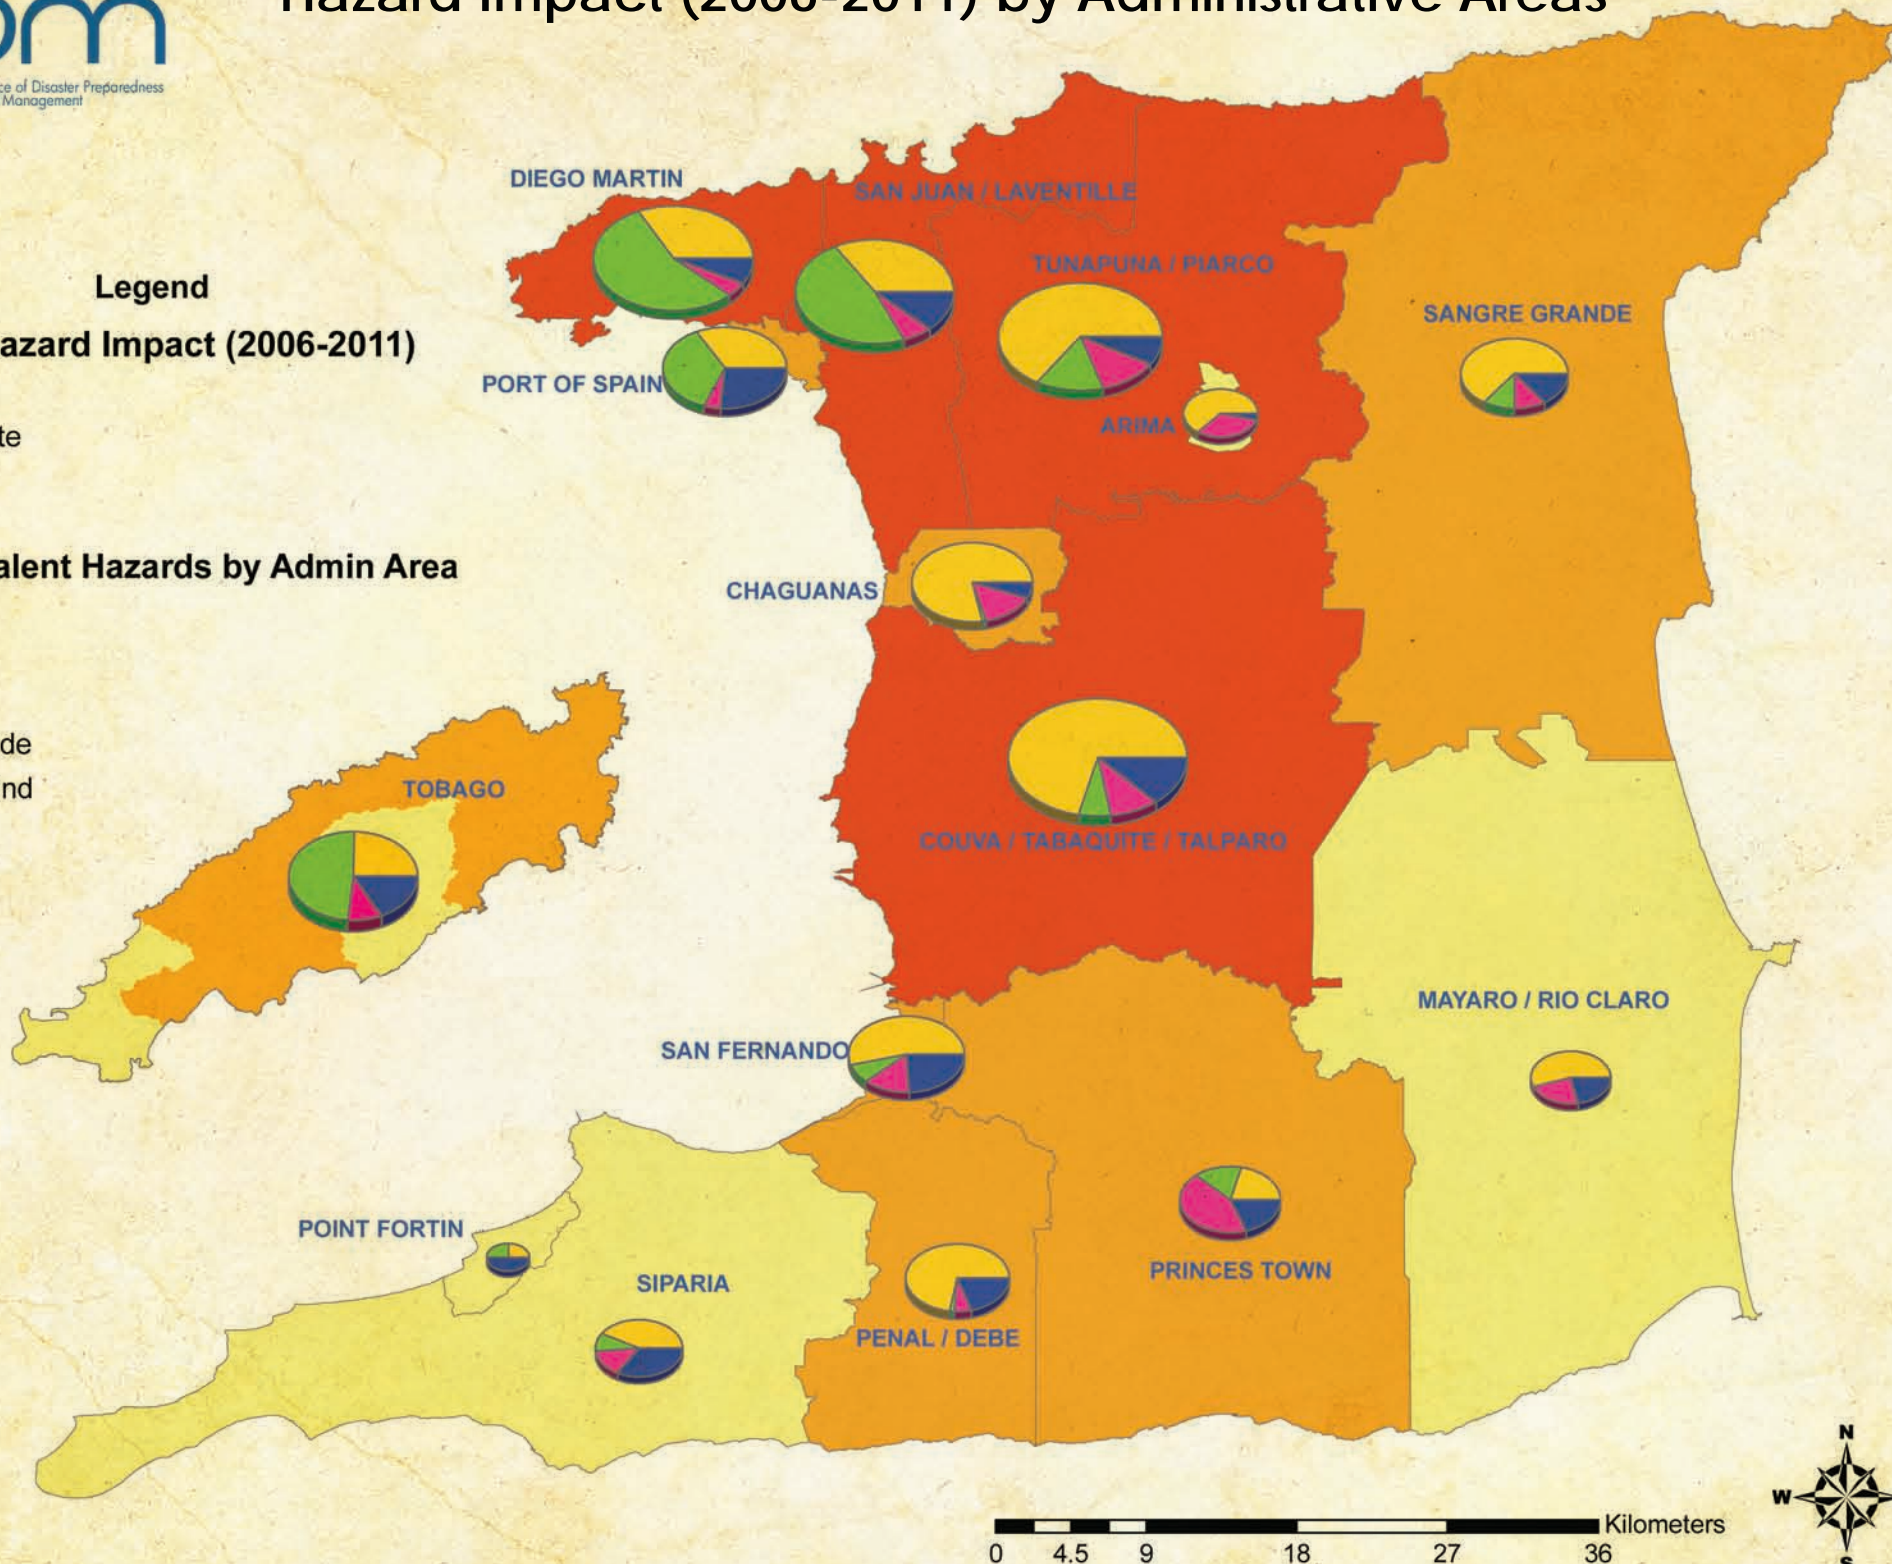 Hazard Impact (2006-2011) by Administrative Areas
om
ce of Disaster Preparedness
Management
Legend
azard Impact (2006-2011)
te
alent Hazards by Admin Area
de
nd
DIEGO MARTIN
SAN JUAN / LAVENTILLE
TUNAPUNA / PIARCO
SANGRE GRANDE
PORT OF SPAIN
ARIMA
CHAGUANAS
TOBAGO
COUVA / TABAQUITE / TALPARO
MAYARO / RIO CLARO
SAN FERNANDO
POINT FORTIN
SIPARIA
PRINCES TOWN
PENAL / DEBE
N
W
S
Kilometers
0 4.5 9 18 27 36